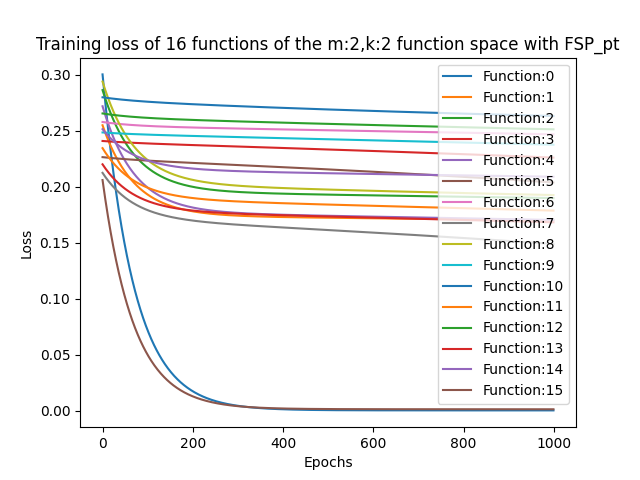 Training loss of 16 functions of the m:2,k:2 function space with FSP_pt
0.30
0.25
0.20
0.15
0.10
0.05
0.00
Loss
0
200
400
600
800
1000
Epochs
Function:0
Function:1
Function:2
Function:3
Function:4
Function:5
Function:6
Function:7
Function:8
Function:9
Function:10
Function:11
Function:12
Function:13
Function:14
Function:15